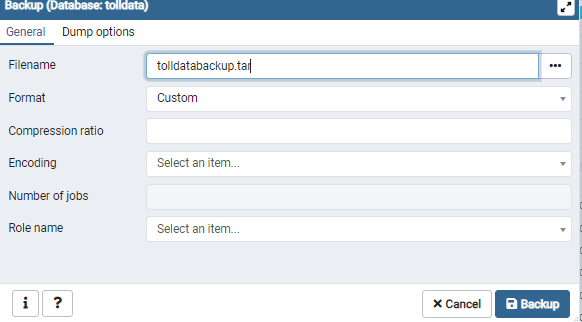 Backup (Database: tolldata)
General Dump options
Filename tolldatabackup.tar •••
Format Custom
Compression ratio
Encoding Select an item...
Number of jobs
Role name Select an item...
i ? × Cancel Backup